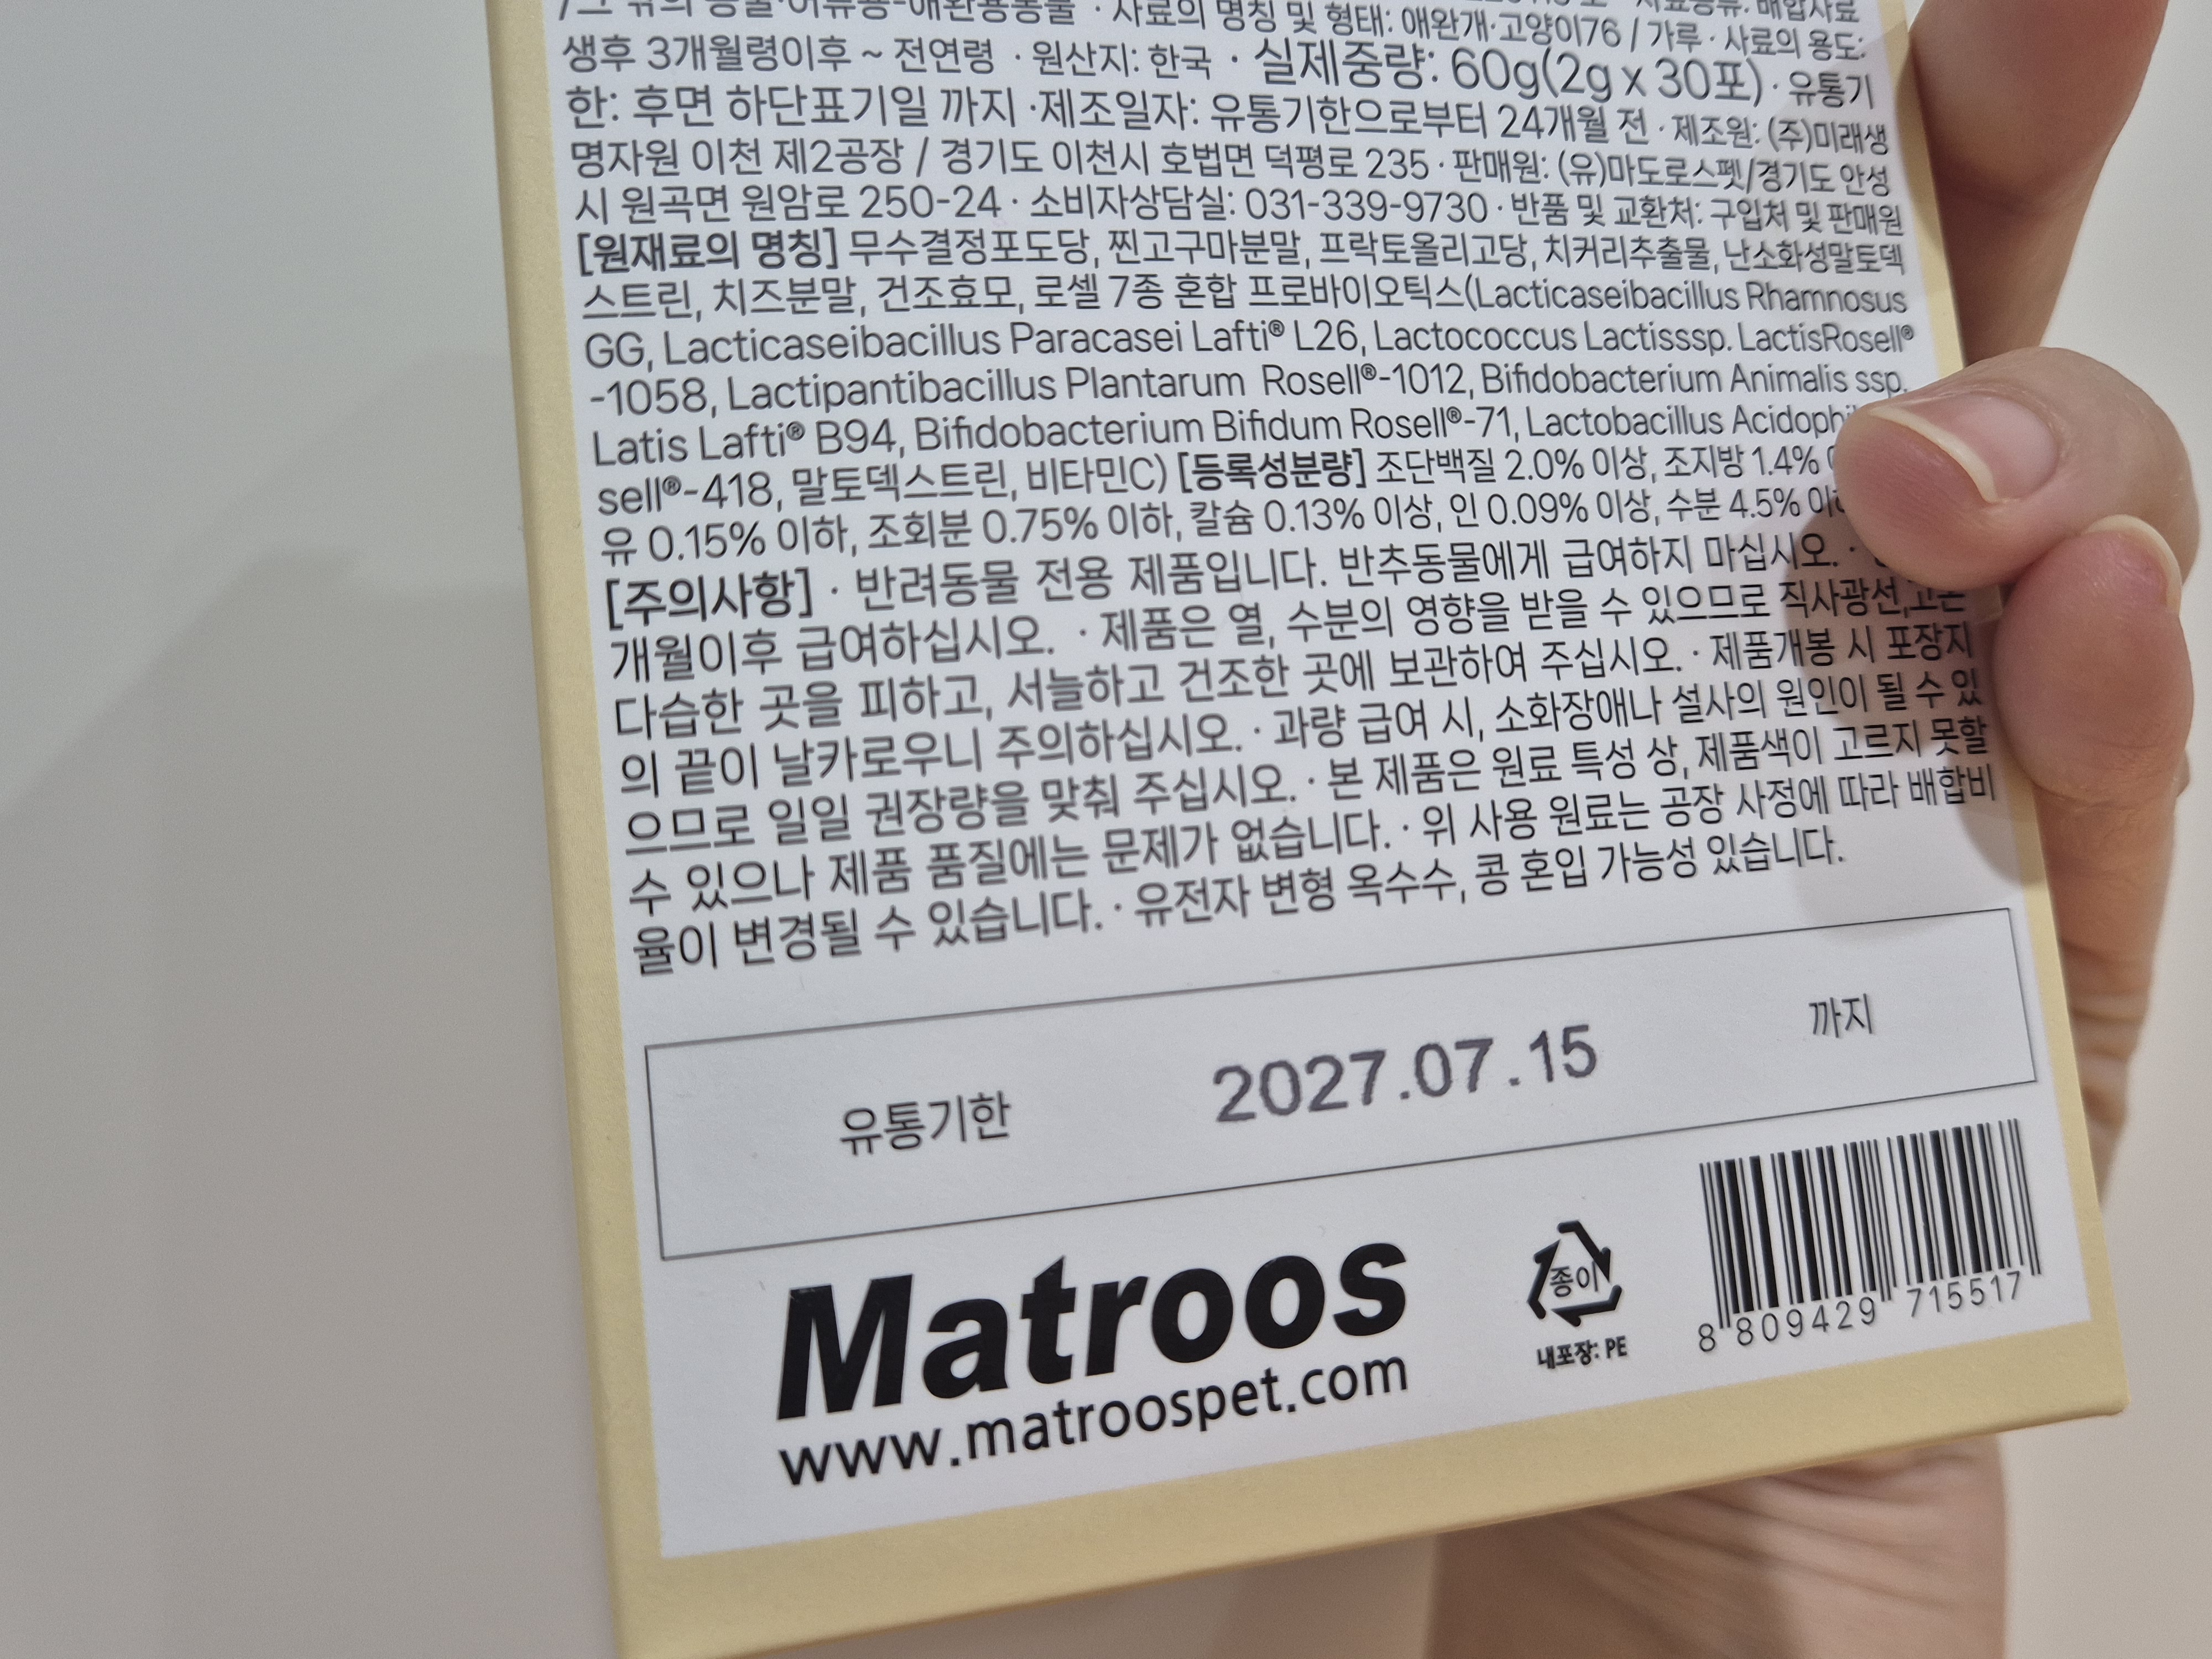 생후 3개월령이후 ~ 전연령 · 원산지: 한국 · 실제중량: 60g(2g x 30포) · 유통기
· 사료의 명칭 및 형태: 애완개·고양이76 / 가루 · 사료의 용도:
한: 후면 하단표기일 까지 ·제조일자: 유통기한으로부터 24개월 전 · 제조원: (주)미래생
명자원 이천 제2공장 / 경기도 이천시 호법면 덕평로 235 · 판매원: (유)마도로스펫/경기도 안성
시 원곡면 원암로 250-24 · 소비자상담실: 031-339-9730 · 반품 및 교환처: 구입처 및 판매원
[원재료의 명칭] 무수결정포도당, 찐고구마분말, 프락토올리고당, 치커리추출물, 난소화성말토덱
스트린, 치즈분말, 건조효모, 로셀 7종 혼합 프로바이오틱스(Lacticaseibacillus Rhamnosus
GG, Lacticaseibacillus Paracasei Lafti® L26, Lactococcus Lactisssp. LactisRosell®
-1058, Lactipantibacillus Plantarum Rosell®-1012, Bifidobacterium Animalis ssp.
Latis Lafti® B94, Bifidobacterium Bifidum Rosell®-71, Lactobacillus
sell®-418, 말토덱스트린, 비타민C) [등록성분량] 조단백질 2.0% 이상, 조지방 1.4%
유 0.15% 이하, 조회분 0.75% 이하, 칼슘 0.13% 이상, 인 0.09% 이상, 수분 4.5%
[주의사항] · 반려동물 전용 제품입니다. 반추동물에게 급여하지 마십시오. ·
개월이후 급여하십시오. · 제품은 열, 수분의 영향을 받을 수 있으므로 직사광선,고온
다습한 곳을 피하고, 서늘하고 건조한 곳에 보관하여 주십시오. · 제품개봉 시 포장지
의 끝이 날카로우니 주의하십시오. · 과량 급여 시, 소화장애나 설사의 원인이 될 수 있
으므로 일일 권장량을 맞춰 주십시오. · 본 제품은 원료 특성 상, 제품색이 고르지 못할
수 있으나 제품 품질에는 문제가 없습니다. · 위 사용 원료는 공장 사정에 따라 배합비
율이 변경될 수 있습니다. · 유전자 변형 옥수수, 콩 혼입 가능성 있습니다.
유통기한 2027.07.15 까지
Matroos
www.matroospet.com
종이
내포장: PE
8 809429 715517